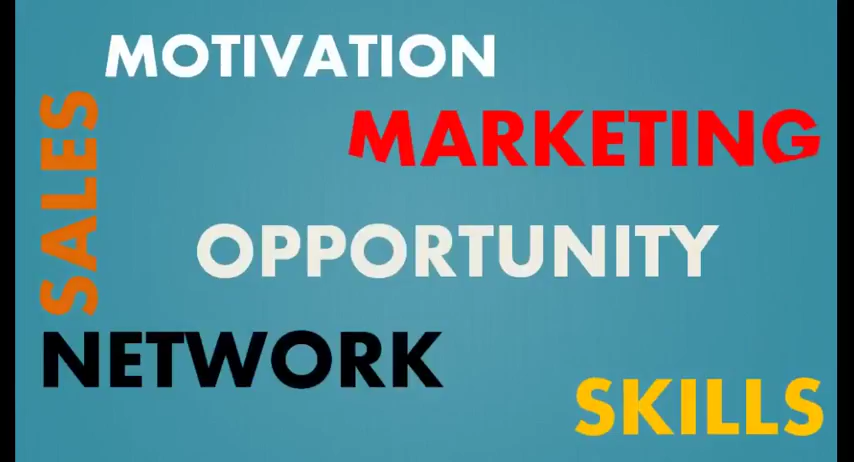 MOTIVATION
SALES
MARKETING
OPPORTUNITY
NETWORK
SKILLS